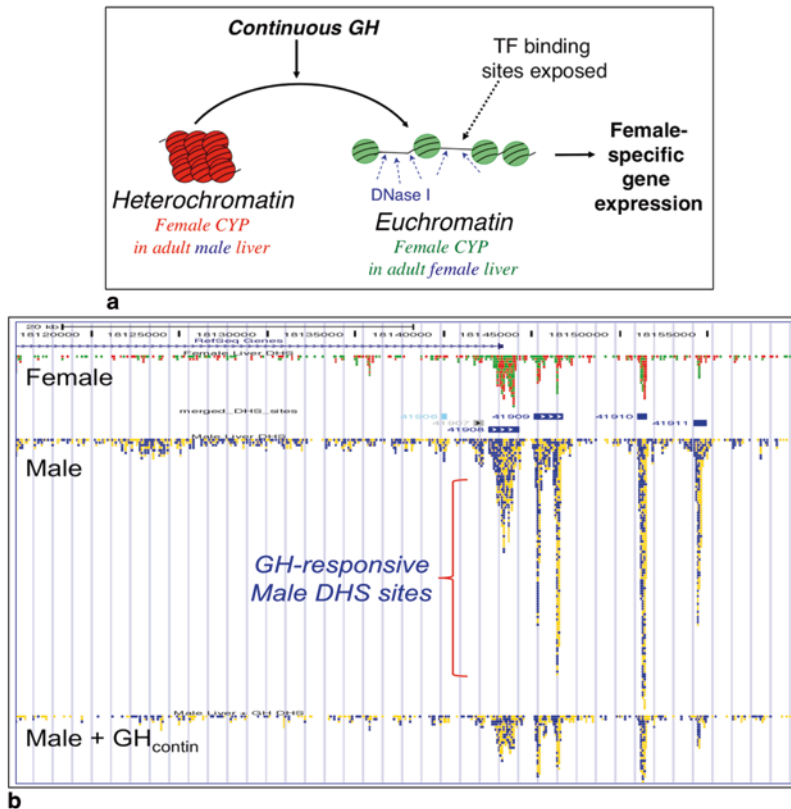 Continuous GH
TF binding
sites exposed
DNase I
Heterochromatin
Female CYP
in adult male liver
Euchromatin
Female CYP
in adult female liver
Female-
specific
gene
expression
a
20 kb
18120000 18125000 18130000 18135000 18140000 18145000 18150000 18155000
RefSeq Genes
Female Liver DHS
Female
merged_DHS_sites
41906
41907
41908
41909
41910
41911
Male Liver DHS
Male
GH-responsive
Male DHS sites
Male Liver + GH DHS
Male + GHcontin
b